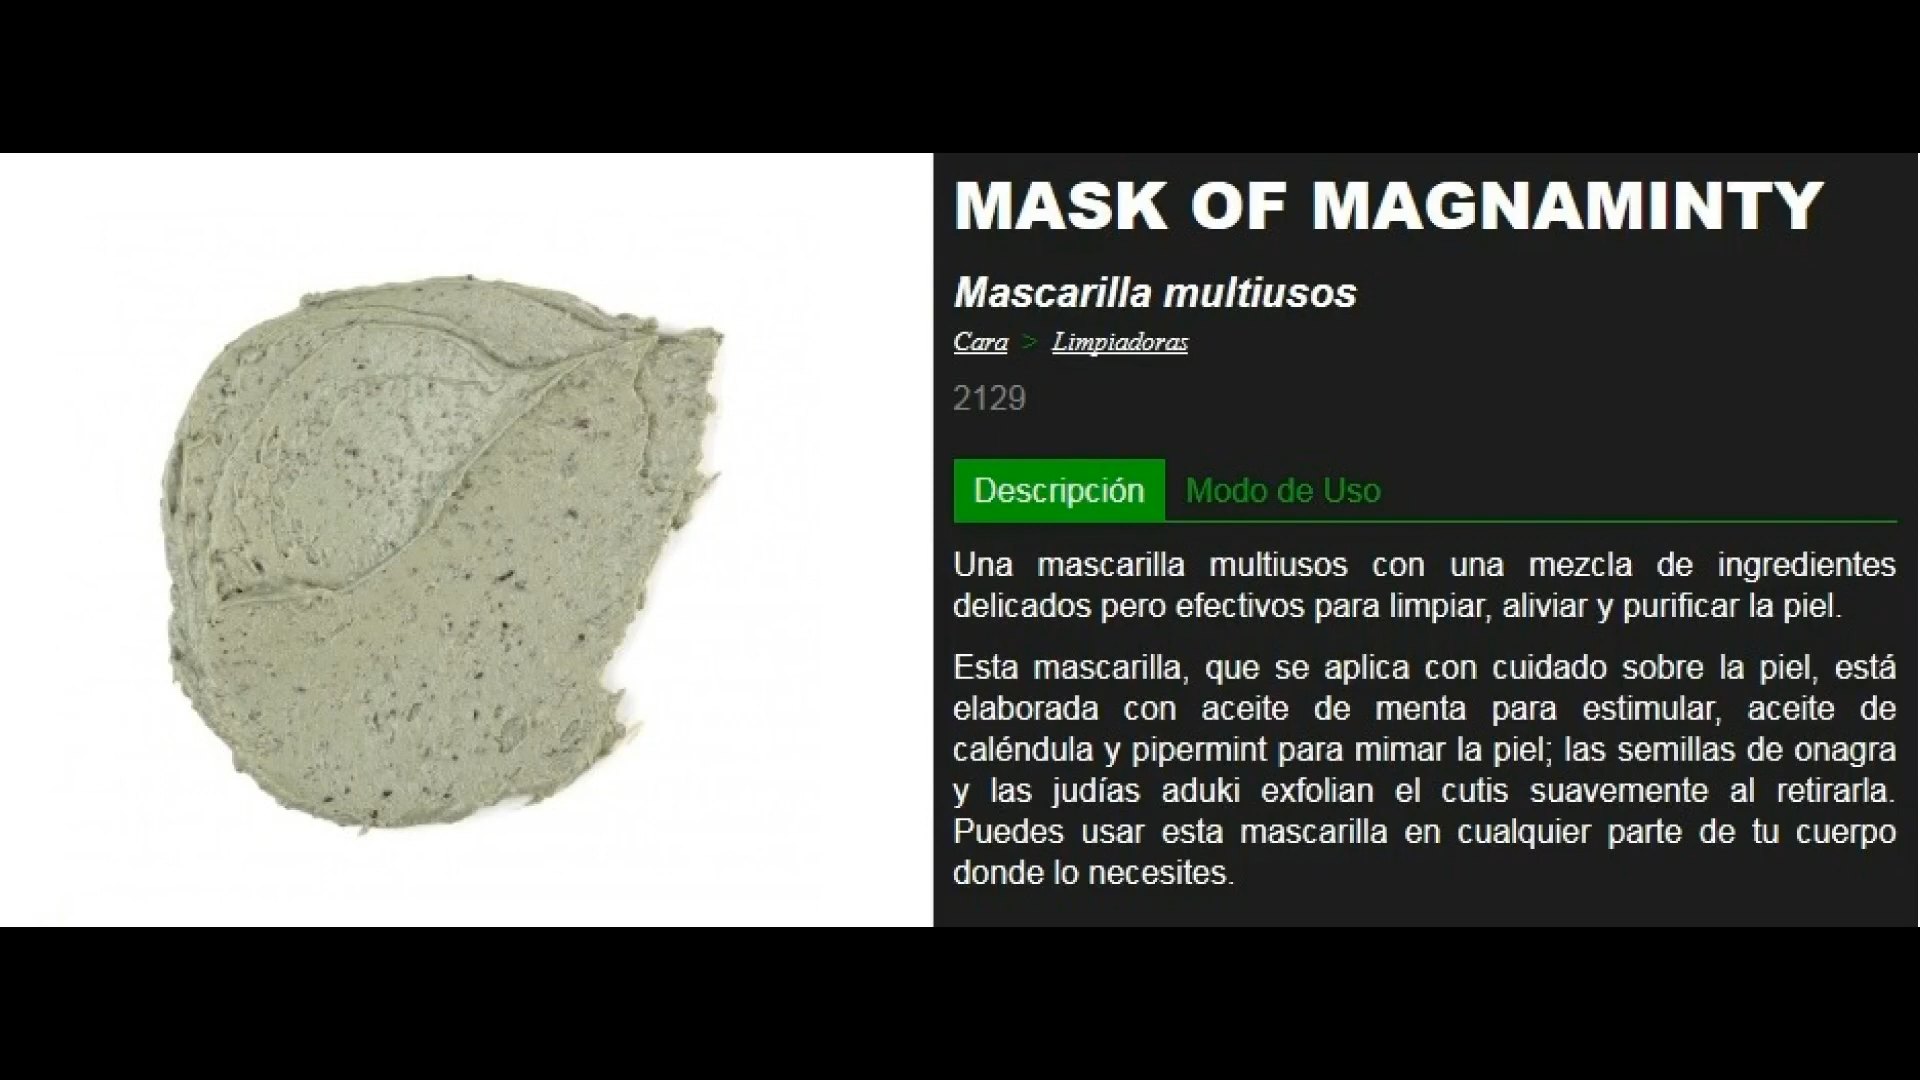 MASK OF MAGNAMINTY
Mascarilla multiusos
Cara > Limpiadoras
2129
Descripción Modo de Uso
Una mascarilla multiusos con una mezcla de ingredientes
delicados pero efectivos para limpiar, aliviar y purificar la piel.
Esta mascarilla, que se aplica con cuidado sobre la piel, está
elaborada con aceite de menta para estimular, aceite de
caléndula y pipermint para mimar la piel; las semillas de onagra
y las judías aduki exfolian el cutis suavemente al retirarla.
Puedes usar esta mascarilla en cualquier parte de tu cuerpo
donde lo necesites.